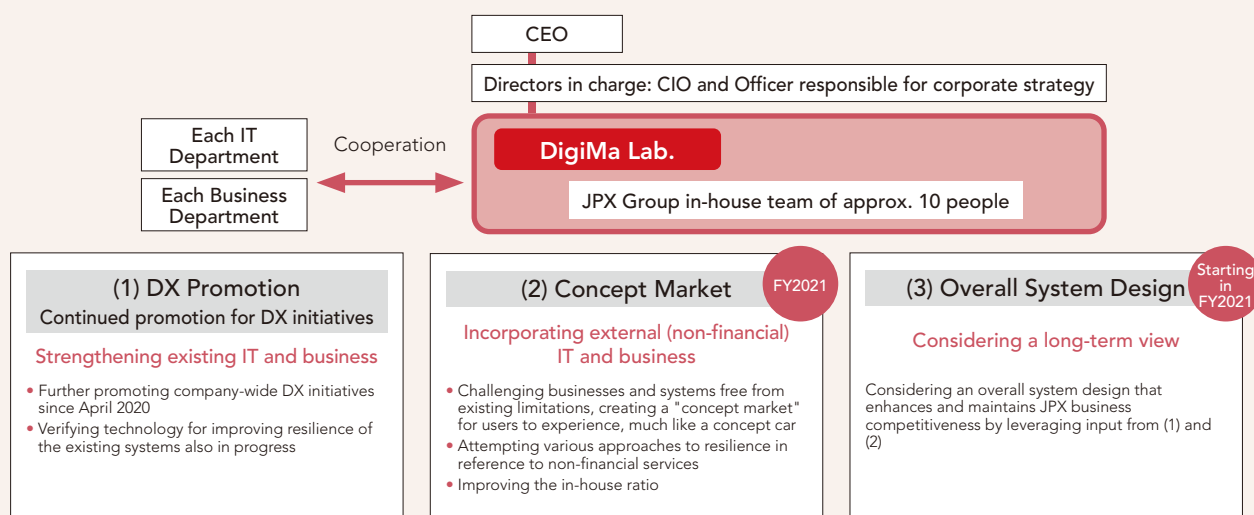 CEO
Directors in charge: CIO and Officer responsible for corporate strategy
Each IT
Department
Cooperation
Each Business
Department
DigiMa Lab.
JPX Group in-house team of approx. 10 people
(1) DX Promotion
Continued promotion for DX initiatives
Strengthening existing IT and business
• Further promoting company-wide DX initiatives
since April 2020
• Verifying technology for improving resilience of
the existing systems also in progress
(2) Concept Market
FY2021
Incorporating external (non-financial)
IT and business
• Challenging businesses and systems free from
existing limitations, creating a "concept market"
for users to experience, much like a concept car
• Attempting various approaches to resilience in
reference to non-financial services
• Improving the in-house ratio
(3) Overall System Design
Starting
in
FY2021
Considering a long-term view
Considering an overall system design that
enhances and maintains JPX business
competitiveness by leveraging input from (1) and
(2)